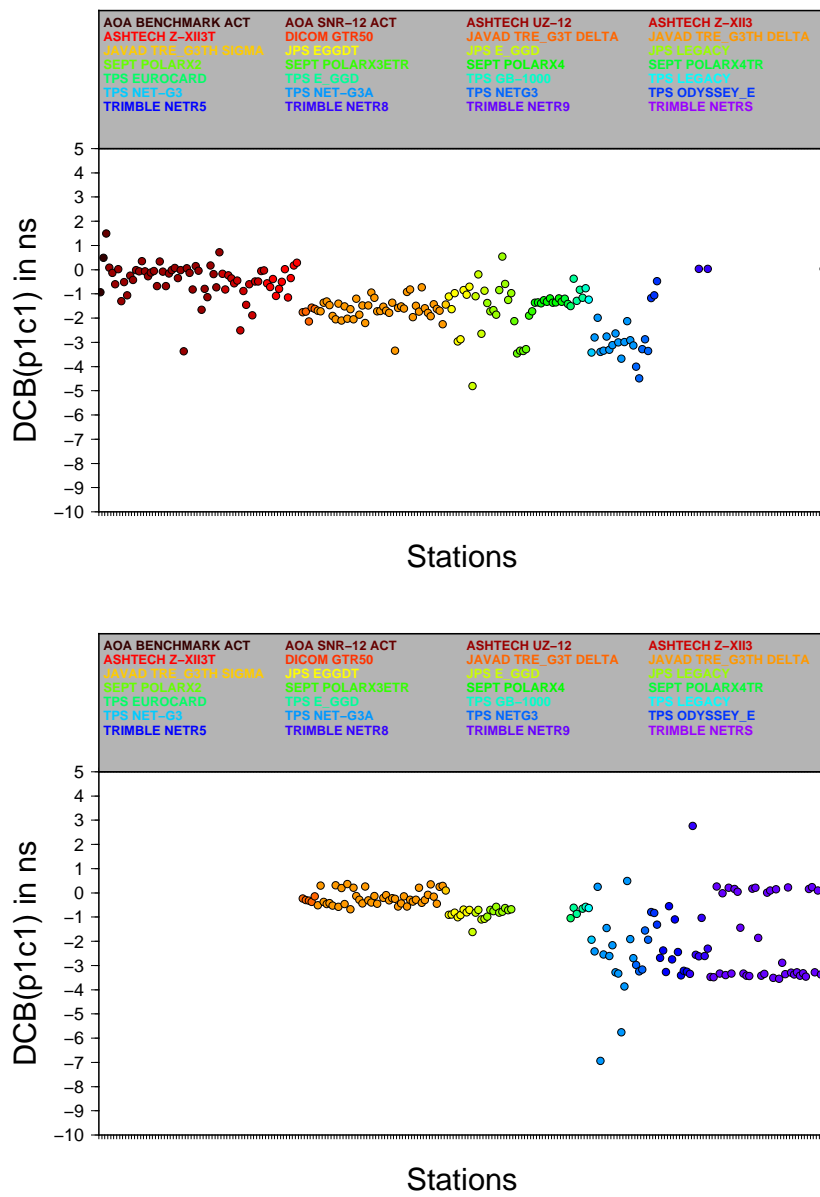 AOA BENCHMARK ACT AOA SNR−12 ACT ASHTECH UZ−12 ASHTECH Z−XII3
ASHTECH Z−XII3T DICOM GTR50 JAVAD TRE_G3T DELTA JAVAD TRE_G3TH DELTA
JAVAD TRE_G3TH SIGMA JPS EGGDT JPS E_GGD JPS LEGACY
SEPT POLARX2 SEPT POLARX3ETR SEPT POLARX4 SEPT POLARX4TR
TPS EUROCARD TPS E_GGD TPS GB−1000 TPS LEGACY
TPS NET−G3 TPS NET−G3A TPS NETG3 TPS ODYSSEY_E
TRIMBLE NETR5 TRIMBLE NETR8 TRIMBLE NETR9 TRIMBLE NETRS
DCB(p1c1) in ns
5
4
3
2
1
0
−1
−2
−3
−4
−5
−6
−7
−8
−9
−10
Stations
AOA BENCHMARK ACT AOA SNR−12 ACT ASHTECH UZ−12 ASHTECH Z−XII3
ASHTECH Z−XII3T DICOM GTR50 JAVAD TRE_G3T DELTA JAVAD TRE_G3TH DELTA
JAVAD TRE_G3TH SIGMA JPS EGGDT JPS E_GGD JPS LEGACY
SEPT POLARX2 SEPT POLARX3ETR SEPT POLARX4 SEPT POLARX4TR
TPS EUROCARD TPS E_GGD TPS GB−1000 TPS LEGACY
TPS NET−G3 TPS NET−G3A TPS NETG3 TPS ODYSSEY_E
TRIMBLE NETR5 TRIMBLE NETR8 TRIMBLE NETR9 TRIMBLE NETRS
DCB(p1c1) in ns
5
4
3
2
1
0
−1
−2
−3
−4
−5
−6
−7
−8
−9
−10
Stations